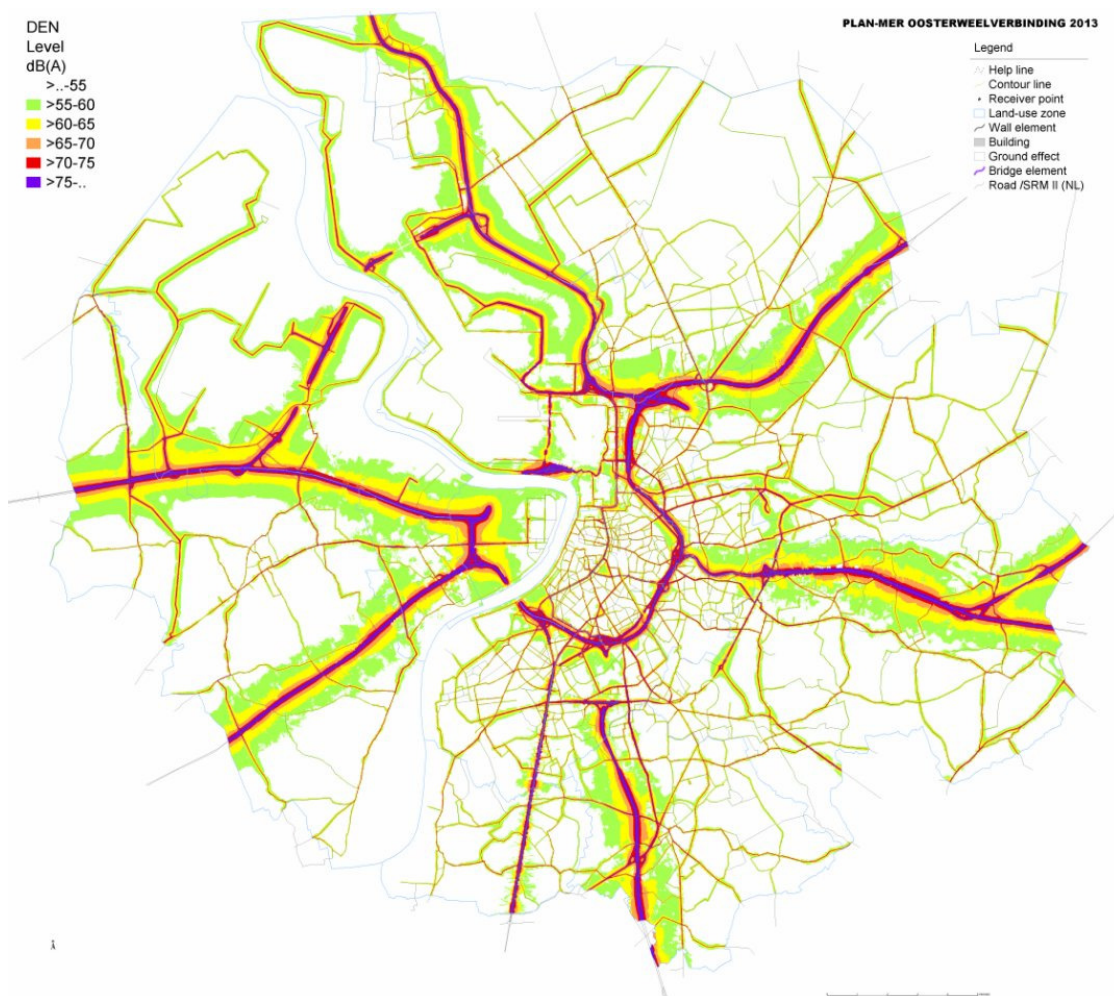 DEN
Level
dB(A)
>..-55
>55-60
>60-65
>65-70
>70-75
>75-..
PLAN-MER OOSTERWEELVERBINDING 2013
Legend
Help line
Contour line
Receiver point
Land-use zone
Wall element
Building
Ground effect
Bridge element
Road /SRM II (NL)